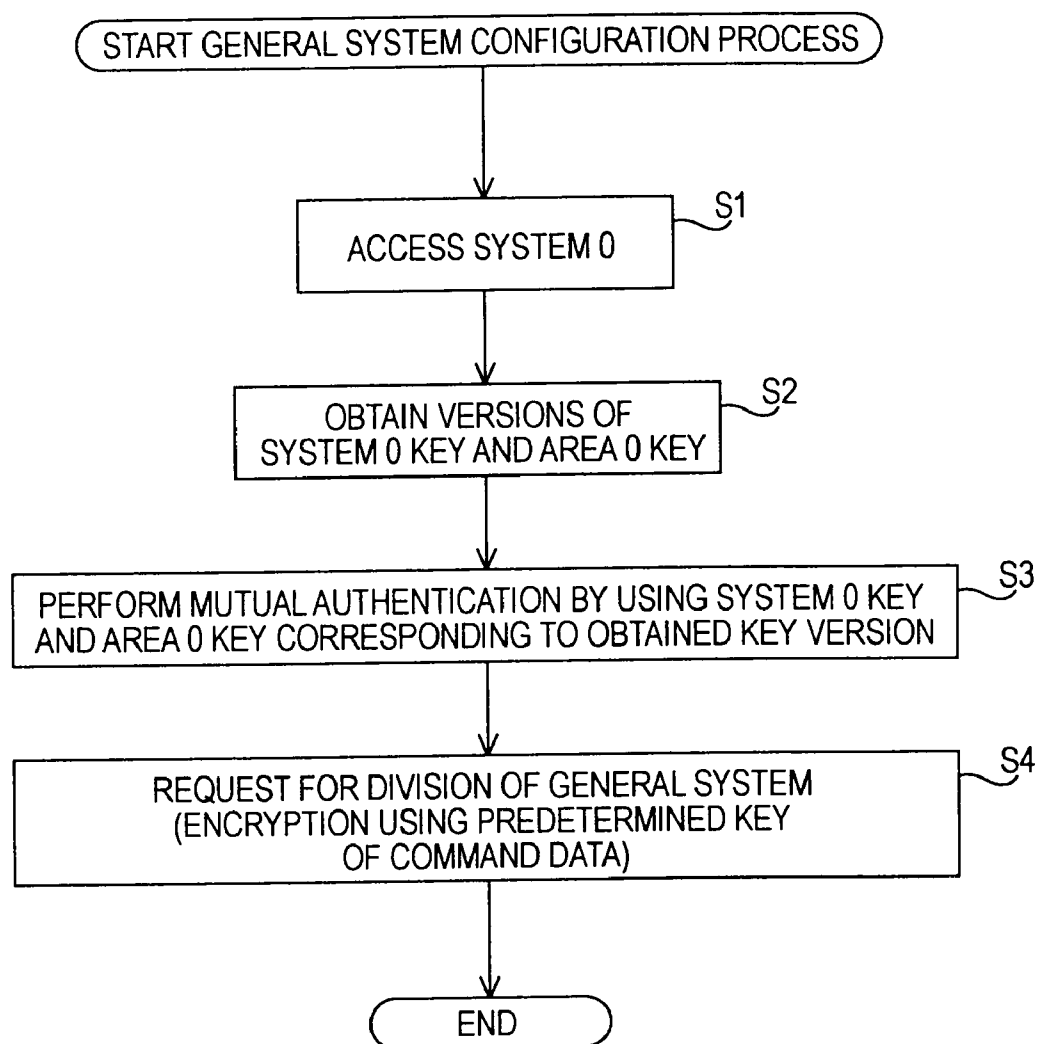 START GENERAL SYSTEM CONFIGURATION PROCESS
S1
ACCESS SYSTEM 0
S2
OBTAIN VERSIONS OF
SYSTEM 0 KEY AND AREA 0 KEY
S3
PERFORM MUTUAL AUTHENTICATION BY USING SYSTEM 0 KEY
AND AREA 0 KEY CORRESPONDING TO OBTAINED KEY VERSION
S4
REQUEST FOR DIVISION OF GENERAL SYSTEM
(ENCRYPTION USING PREDETERMINED KEY
OF COMMAND DATA)
END